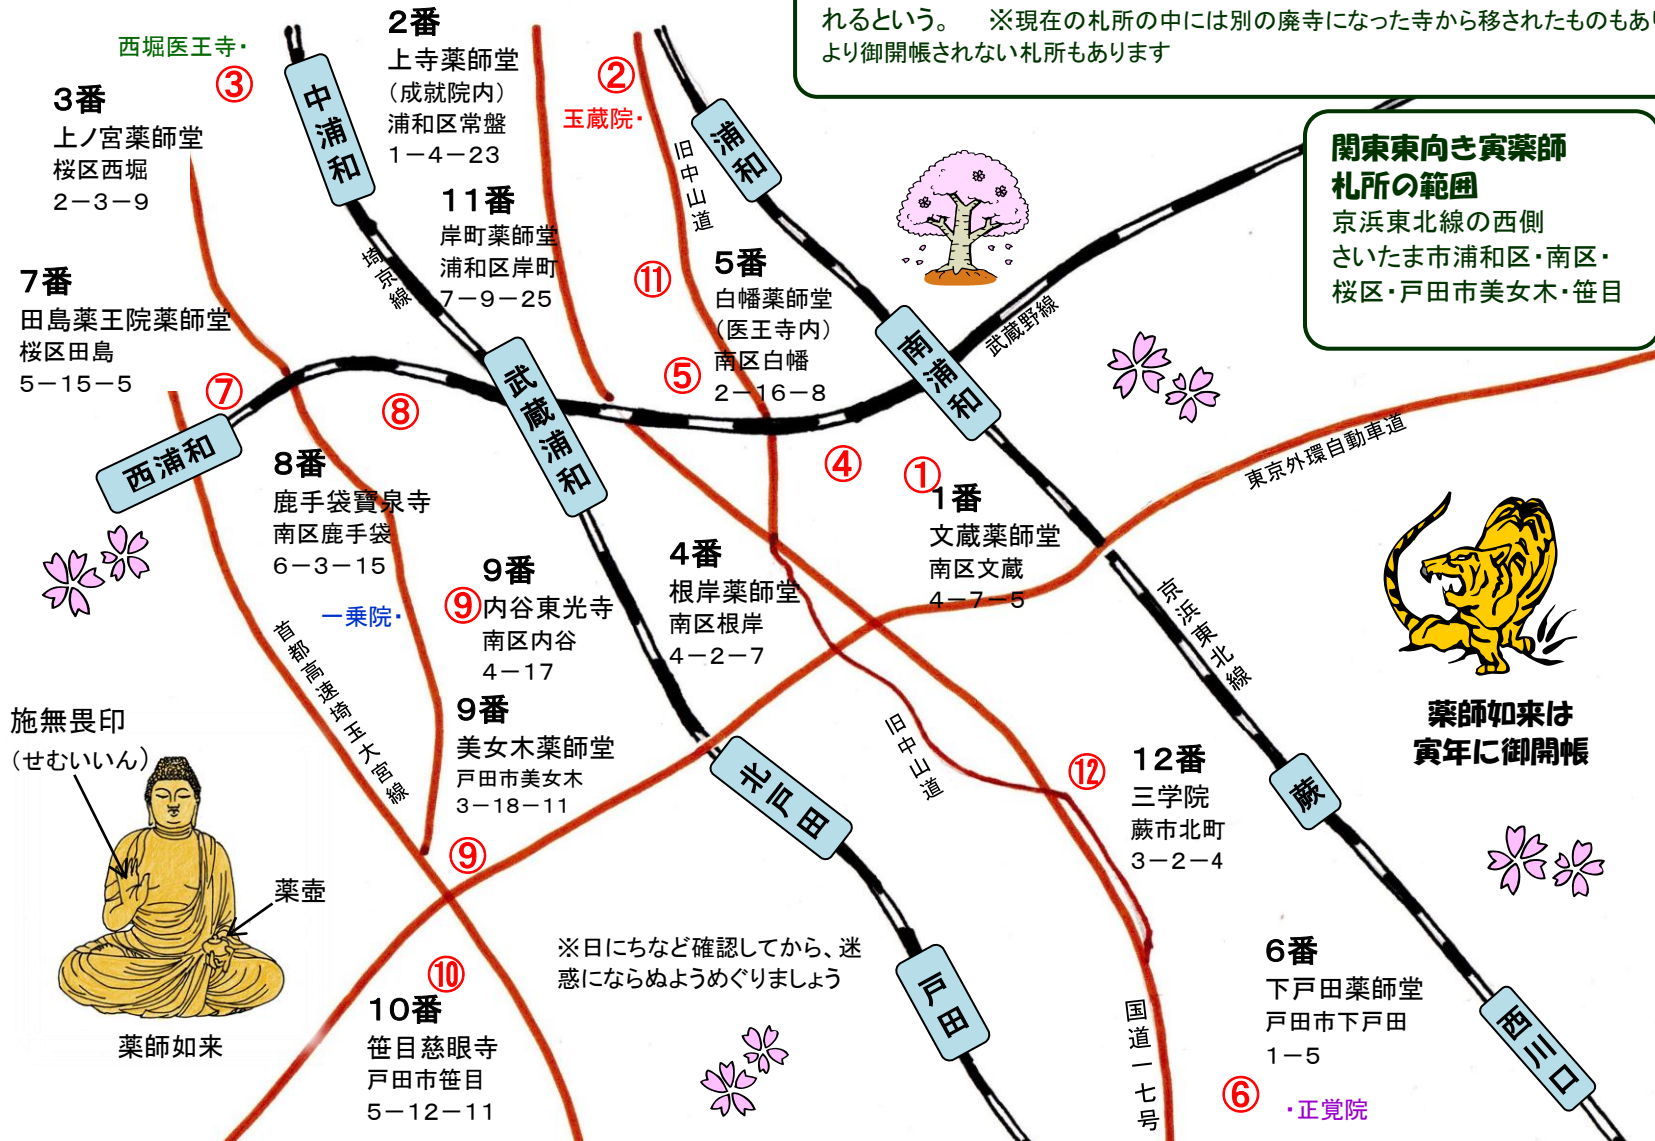 れるという。　※現在の札所の中には別の廃寺になった寺から移されたものもあり
より御開帳されない札所もあります
西堀医王寺・
③
中浦和
2番
上寺薬師堂
（成就院内）
浦和区常盤
1－4－23
②
玉蔵院・
旧中山道
浦和
3番
上ノ宮薬師堂
桜区西堀
2－3－9
関東東向き寅薬師
札所の範囲
京浜東北線の西側
さいたま市浦和区・南区・
桜区・戸田市美女木・笹目
11番
岸町薬師堂
浦和区岸町
7－9－25
埼京線
⑪
5番
白幡薬師堂
（医王寺内）
南区白幡
2－16－8
⑤
南浦和
武蔵野線
7番
田島薬王院薬師堂
桜区田島
5－15－5
⑦
⑧
武蔵浦和
西浦和
8番
鹿手袋寶泉寺
南区鹿手袋
6－3－15
④
①
1番
文蔵薬師堂
南区文蔵
4－7－5
東京外環自動車道
一乗院・
9番
⑨
内谷東光寺
南区内谷
4－17
4番
根岸薬師堂
南区根岸
4－2－7
京浜東北線
首都高速埼玉大宮線
9番
美女木薬師堂
戸田市美女木
3－18－11
⑨
北戸田
旧中山道
⑫
12番
三学院
蕨市北町
3－2－4
蕨
薬師如来は
寅年に御開帳
施無畏印
（せむいいん）
薬壺
薬師如来
⑩
10番
笹目慈眼寺
戸田市笹目
5－12－11
※日にちなど確認してから、迷
惑にならぬようめぐりましょう
戸田
国道一七号
6番
下戸田薬師堂
戸田市下戸田
1－5
⑥
・正覚院
西川口